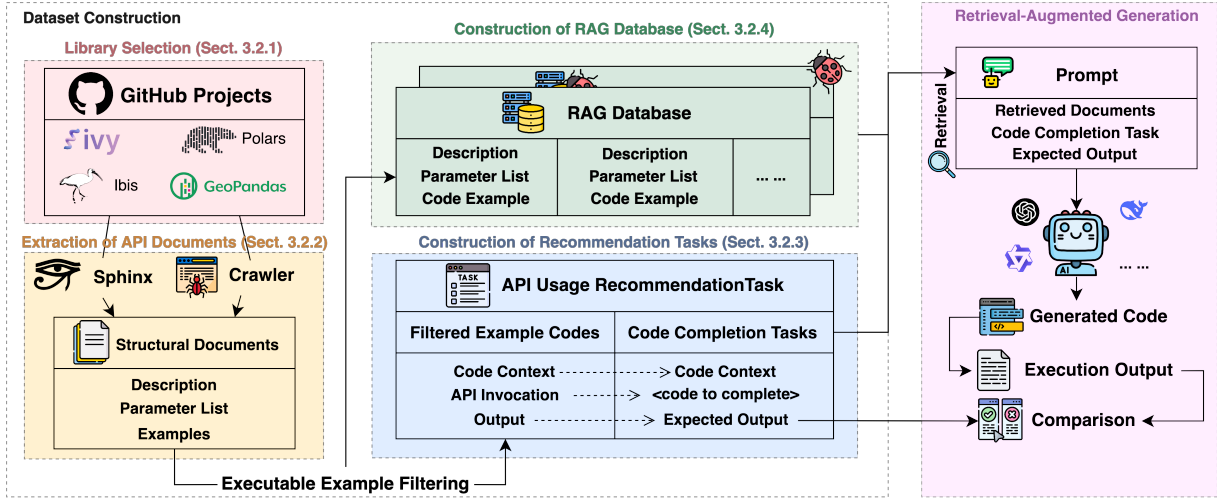 Dataset Construction
Library Selection (Sect. 3.2.1)
GitHub Projects
ivy
Polars
Ibis
GeoPandas
Extraction of API Documents (Sect. 3.2.2)
Sphinx
Crawler
Structural Documents
Description
Parameter List
Examples
Executable Example Filtering
Construction of RAG Database (Sect. 3.2.4)
RAG Database
Description
Parameter List
Code Example
Description
Parameter List
Code Example
... ...
Construction of Recommendation Tasks (Sect. 3.2.3)
TASK
API Usage RecommendationTask
Filtered Example Codes
Code Completion Tasks
Code Context
Code Context
API Invocation
<code to complete>
Output
Expected Output
Retrieval-Augmented Generation
Retrieval
Prompt
Retrieved Documents
Code Completion Task
Expected Output
AI
... ...
Generated Code
Execution Output
Comparison